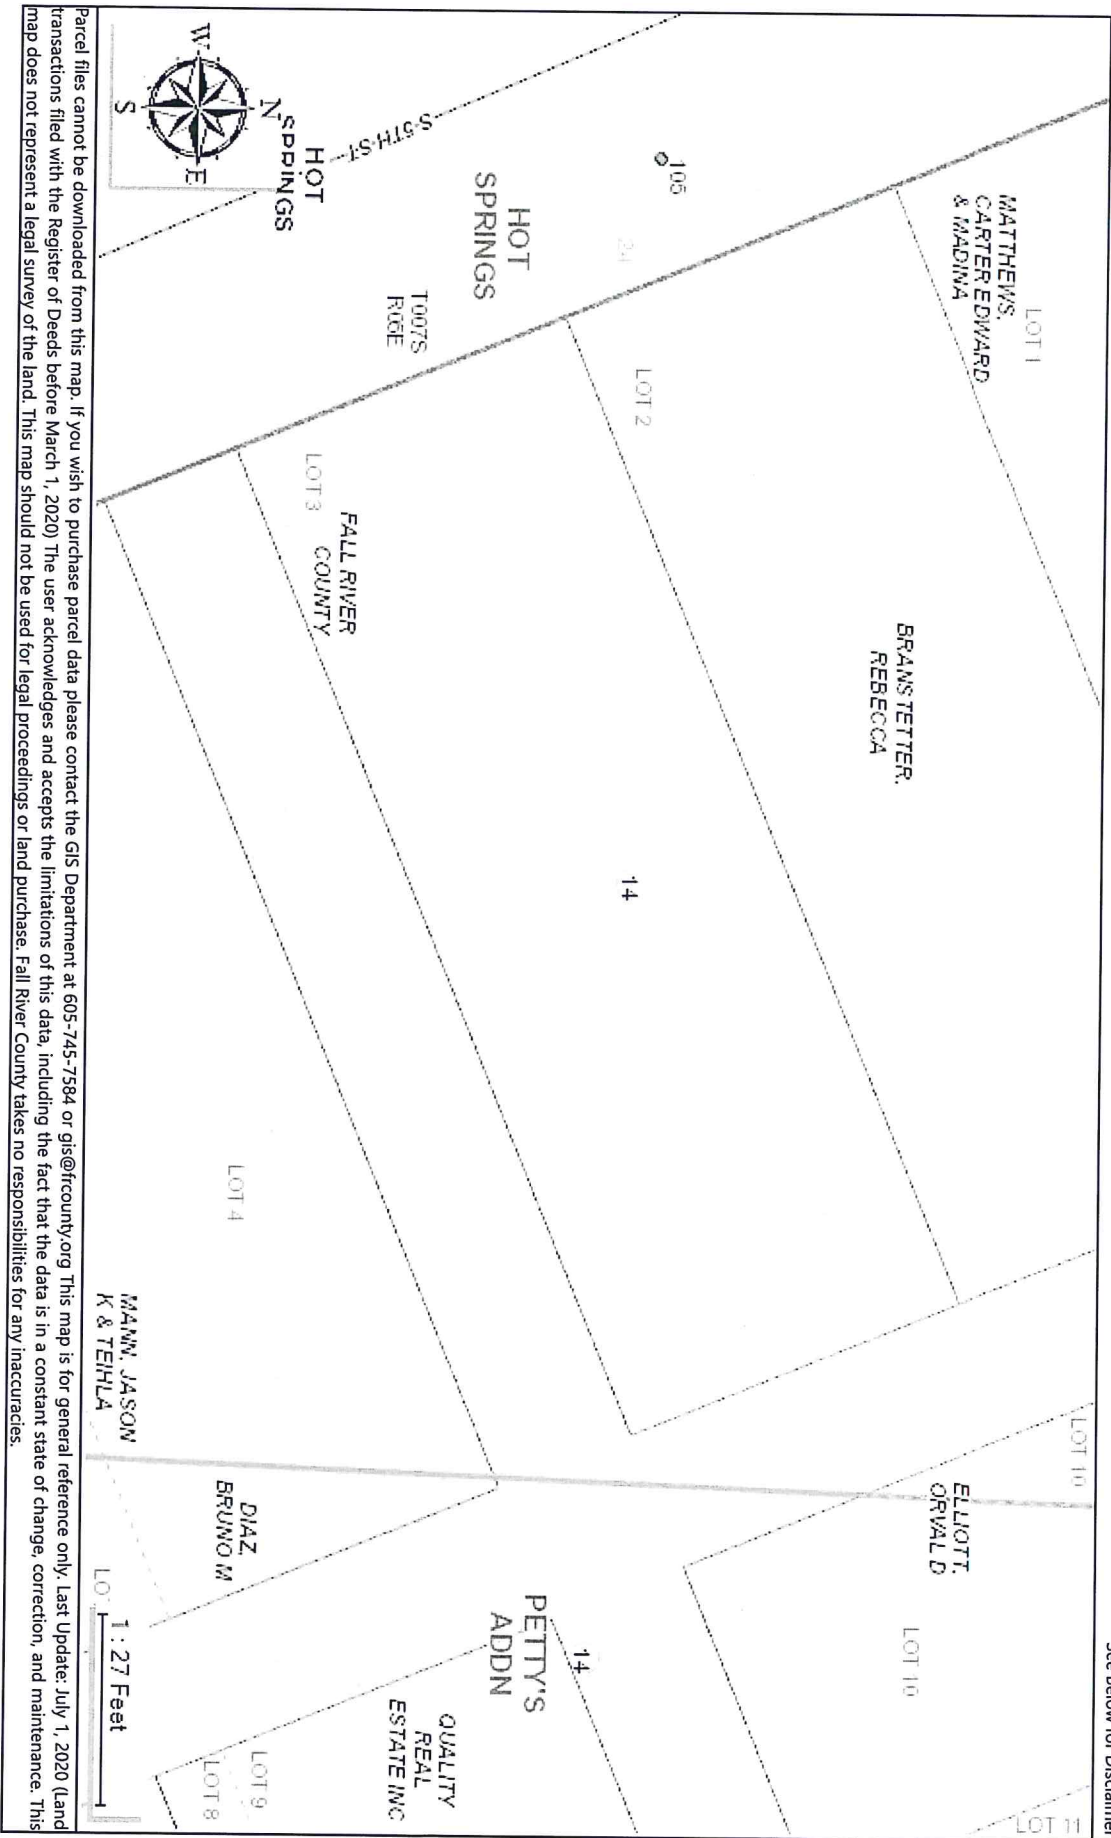 See Below for Disclaimer
LOT 1
MATTHEWS,
CARTER EDWARD
& MADINA
105
24
LOT 2
BRANSTETTER,
REBECCA
LOT 10
ELLIOTT,
ORVAL D
LOT 10
LOT 11
S 5TH ST
HOT
SPRINGS
T007S
R05E
14
HOT
SPRINGS
N
W
E
S
LOT 3
FALL RIVER
COUNTY
PETTY'S
ADDN
14
LOT 4
DIAZ,
BRUNO M
QUALITY
REAL
ESTATE INC
LOT 9
LOT 8
MANN, JASON
K & TEIHLA
LO
1 : 27 Feet
Parcel files cannot be downloaded from this map. If you wish to purchase parcel data please contact the GIS Department at 605-745-7584 or gis@frcounty.org This map is for general reference only. Last Update: July 1, 2020 (Land
transactions filed with the Register of Deeds before March 1, 2020) The user acknowledges and accepts the limitations of this data, including the fact that the data is in a constant state of change, correction, and maintenance. This
map does not represent a legal survey of the land. This map should not be used for legal proceedings or land purchase. Fall River County takes no responsibilities for any inaccuracies.